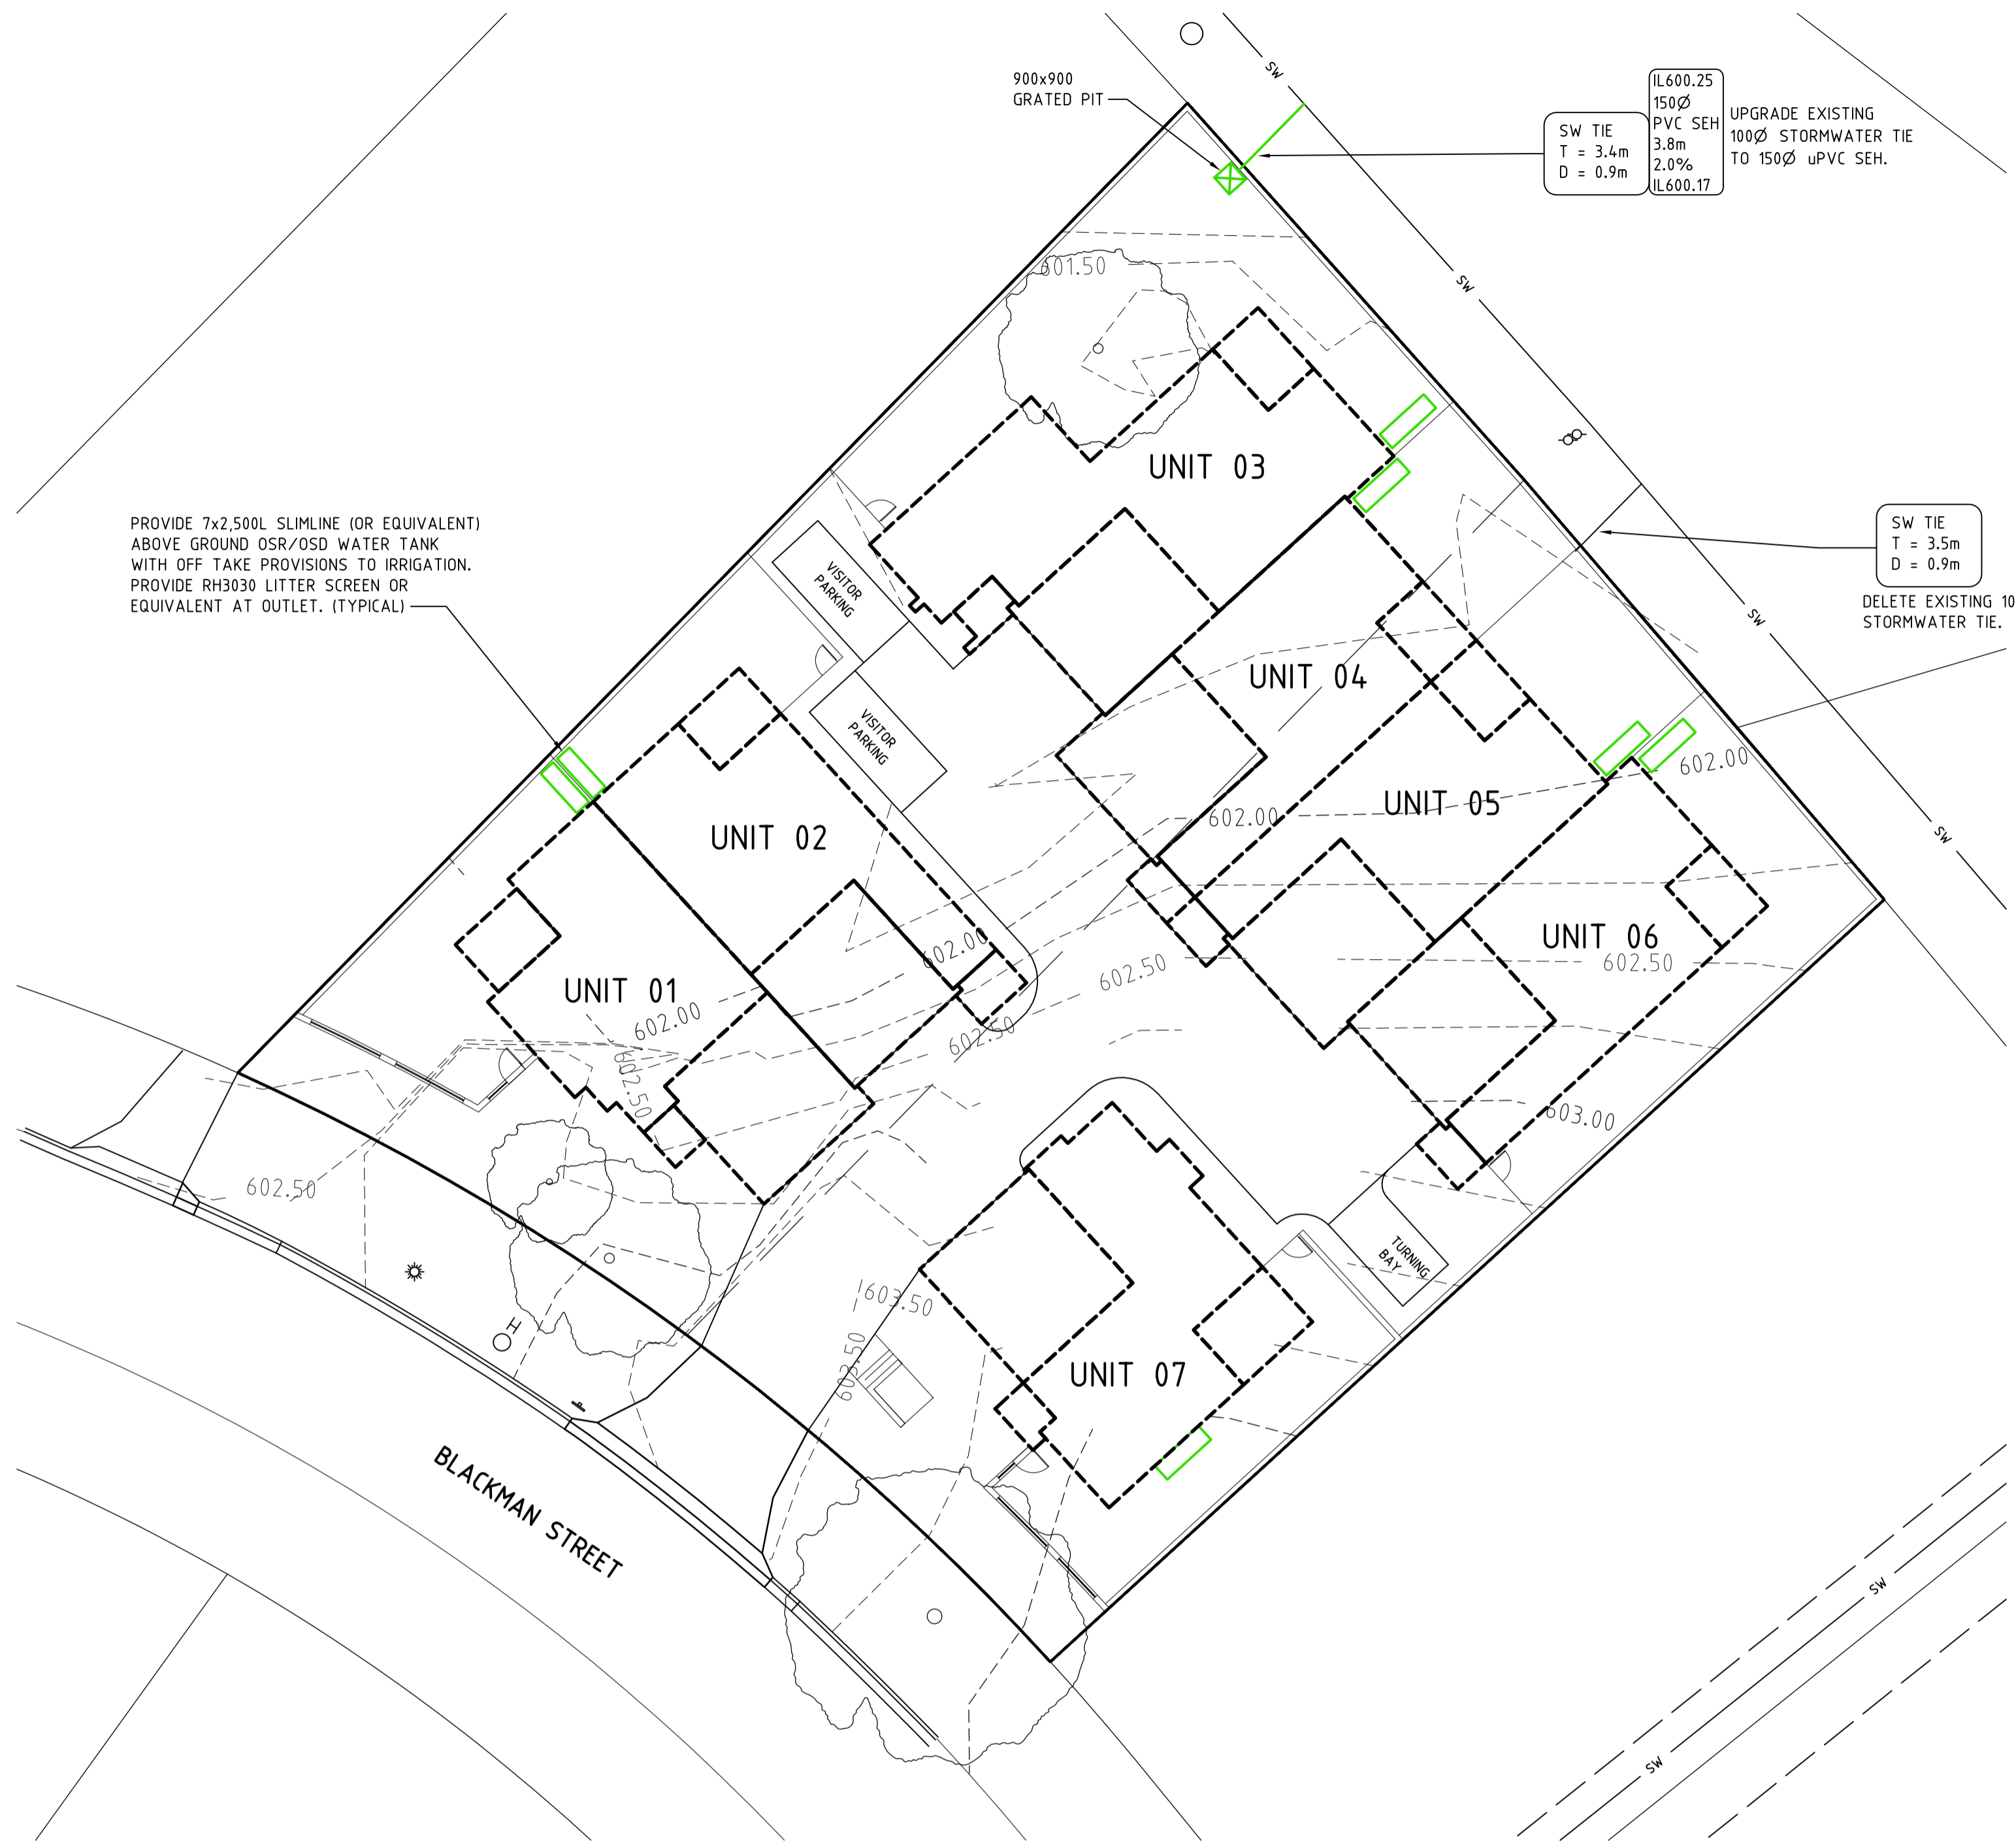 SW
900x900
GRATED PIT
SW TIE
T = 3.4m
D = 0.9m
IL600.25
150Ø
PVC SEH
3.8m
2.0%
IL600.17
UPGRADE EXISTING
100Ø STORMWATER TIE
TO 150Ø uPVC SEH.
601.50
SW
UNIT 03
PROVIDE 7x2,500L SLIMLINE (OR EQUIVALENT)
ABOVE GROUND OSR/OSD WATER TANK
WITH OFF TAKE PROVISIONS TO IRRIGATION.
PROVIDE RH3030 LITTER SCREEN OR
EQUIVALENT AT OUTLET. (TYPICAL)
VISITOR
PARKING
SW TIE
T = 3.5m
D = 0.9m
DELETE EXISTING 10
STORMWATER TIE.
SW
UNIT 04
VISITOR
PARKING
602.00
UNIT 05
602.00
UNIT 02
SW
UNIT 06
602.50
602.00
602.50
UNIT 01
602.00
602.50
602.50
603.00
602.50
TURNING
BAY
603.50
603.50
H
UNIT 07
P
BLACKMAN STREET
SW
SW